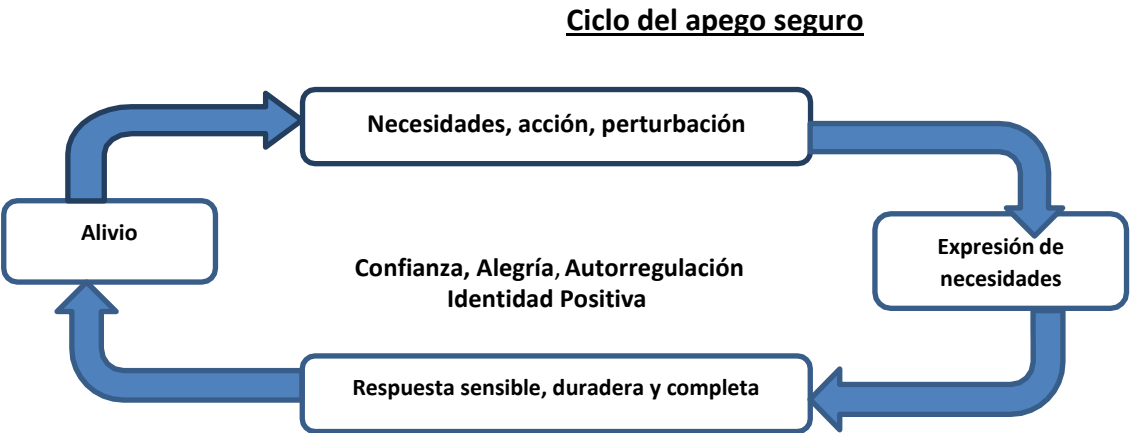 Ciclo del apego seguro
Necesidades, acción, perturbación
Alivio
Expresión de
necesidades
Confianza, Alegría, Autorregulación
Identidad Positiva
Respuesta sensible, duradera y completa